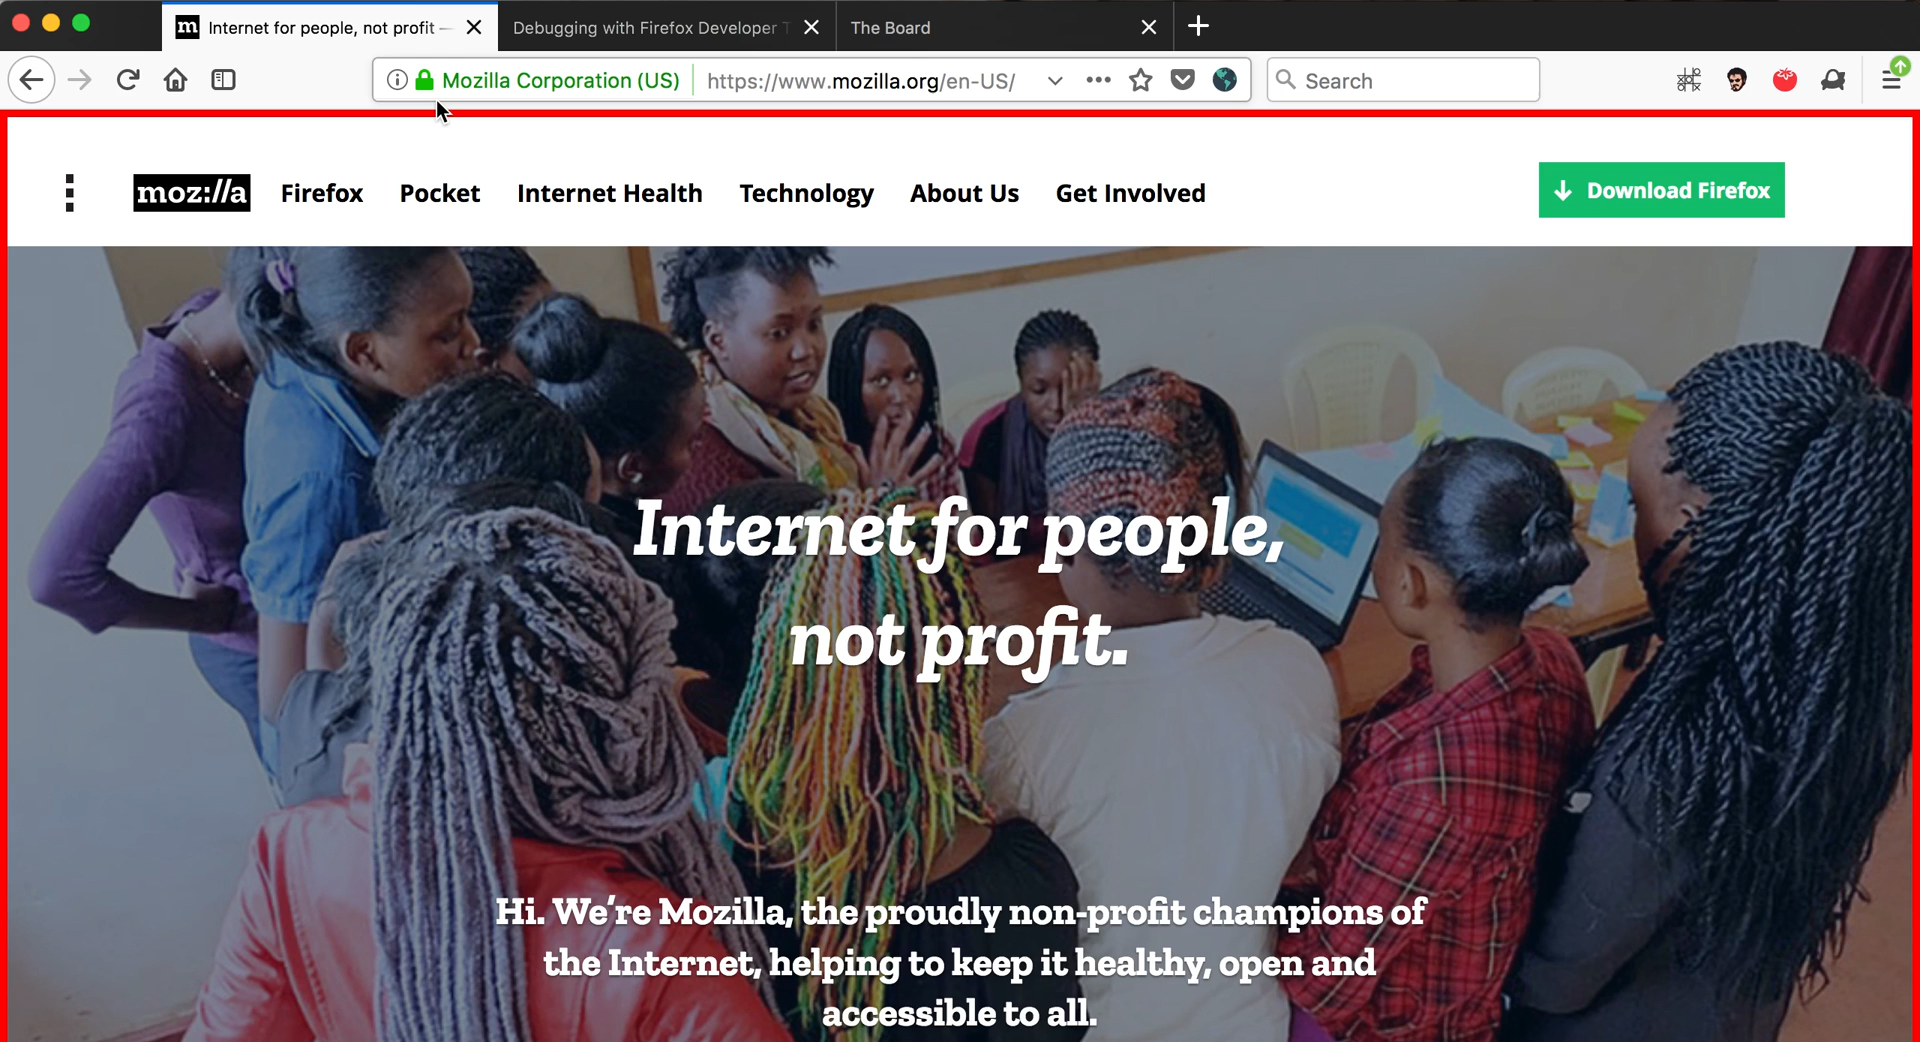 m Internet for people, not profit —
Debugging with Firefox Developer T
The Board
Mozilla Corporation (US)
https://www.mozilla.org/en-US/
Search
moz://a
Firefox
Pocket
Internet Health
Technology
About Us
Get Involved
Download Firefox
Internet for people,
not profit.
Hi. We’re Mozilla, the proudly non-profit champions of
the Internet, helping to keep it healthy, open and
accessible to all.